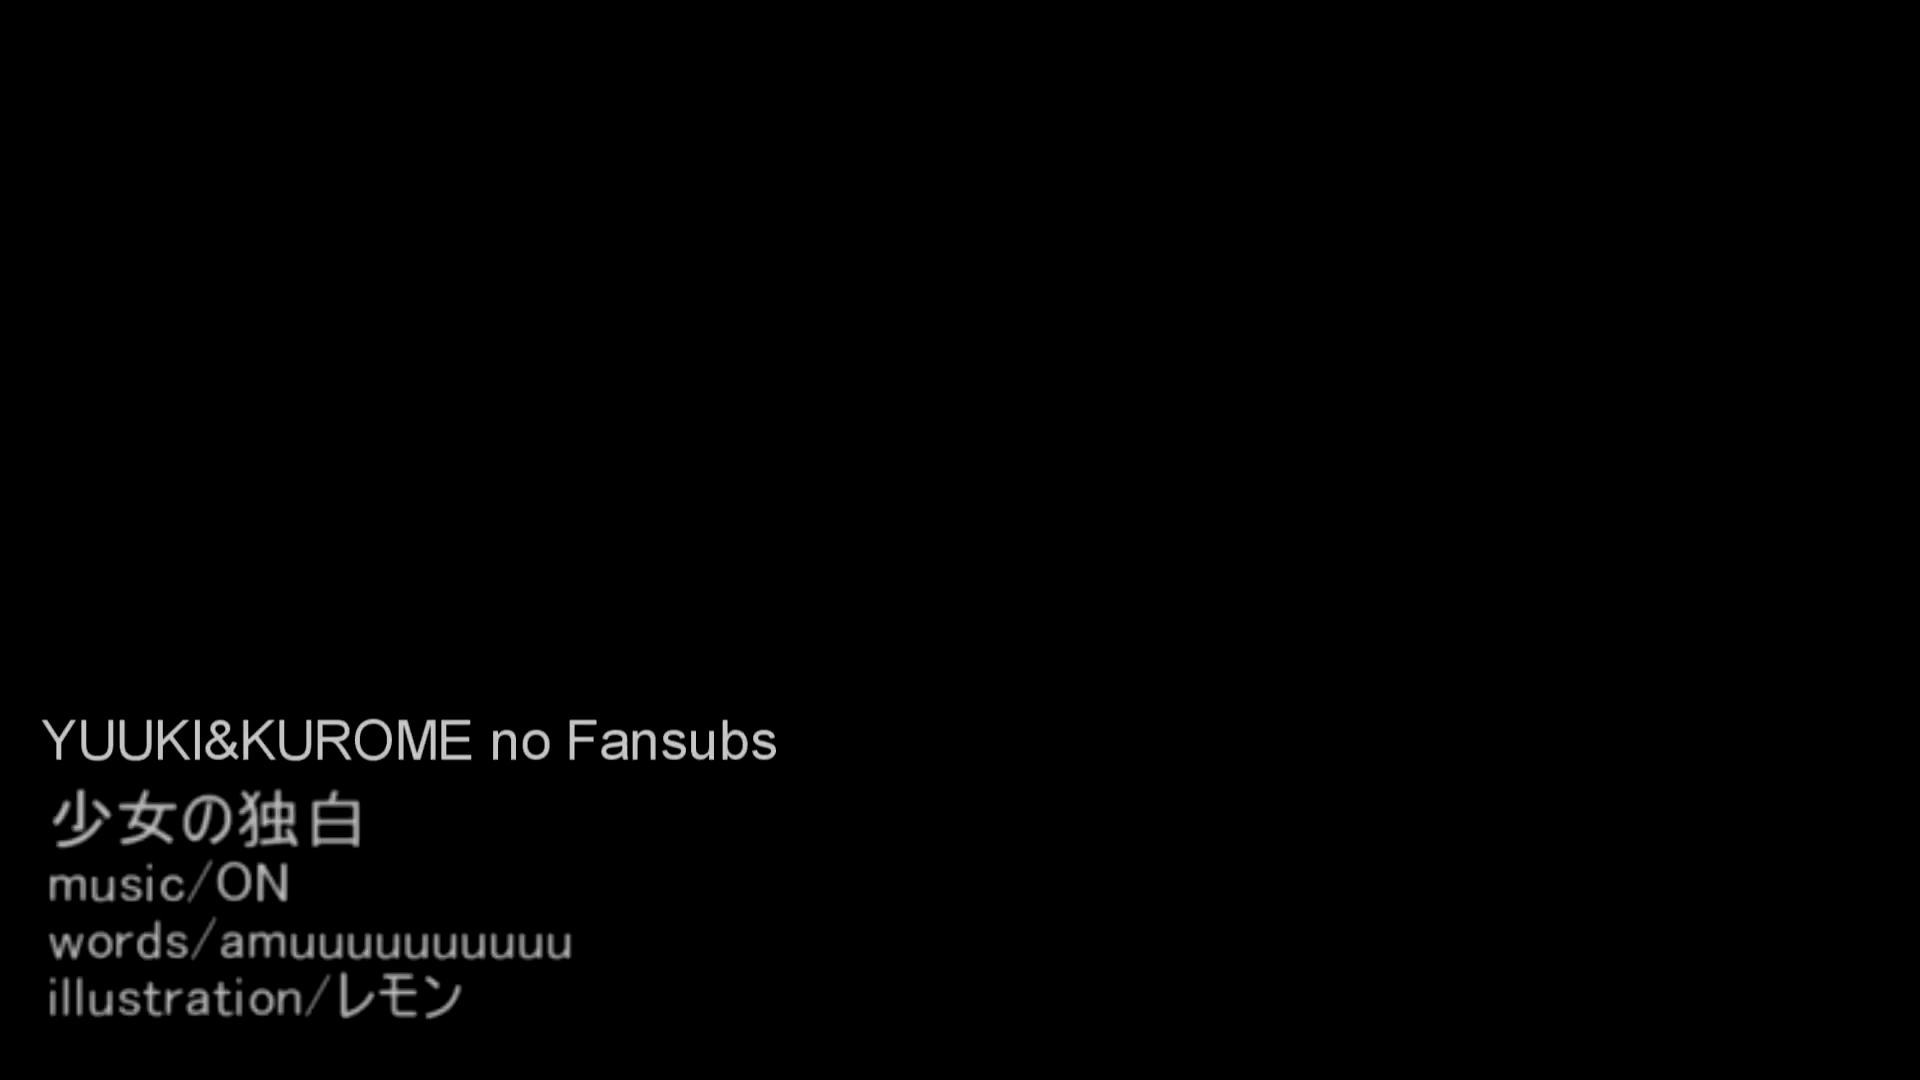 YUUKI&KUROME no Fansubs
少女の独白
music/ON
words/amuuuuuuuuuu
illustration/レモン